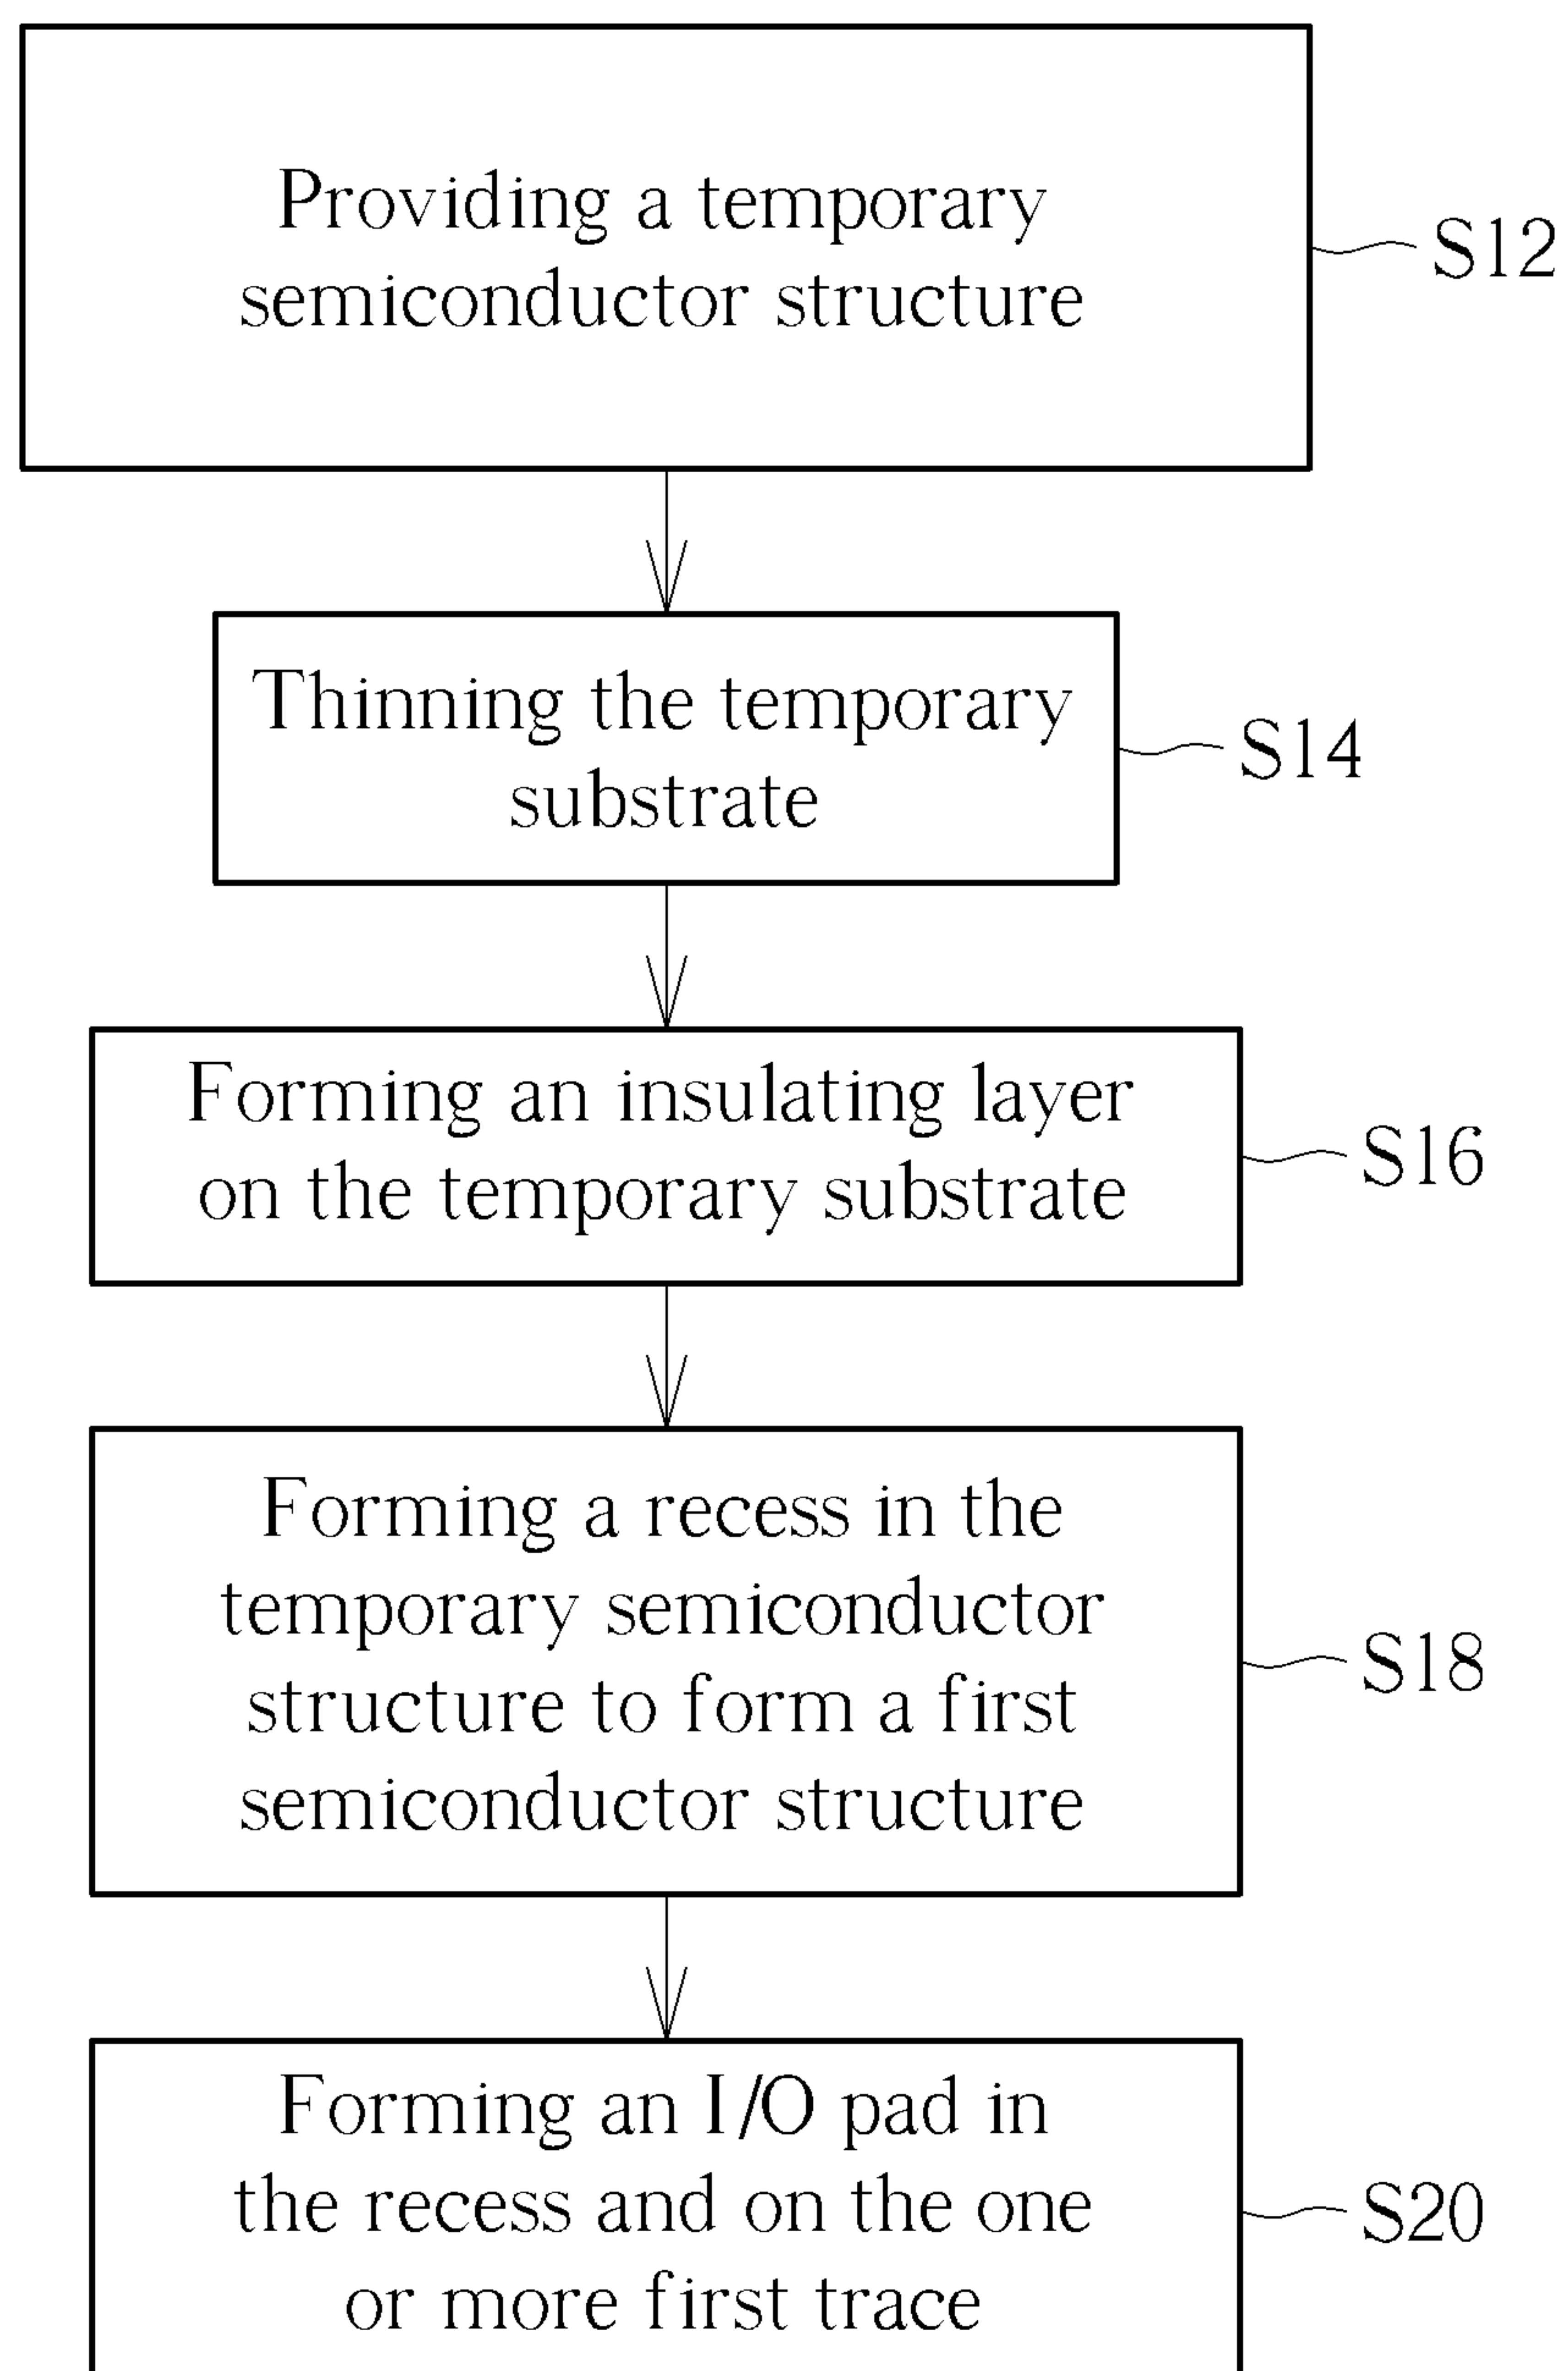 Providing a temporary
semiconductor structure
S12
Thinning the temporary
substrate
S14
Forming an insulating layer
on the temporary substrate
S16
Forming a recess in the
temporary semiconductor
structure to form a first
semiconductor structure
S18
Forming an I/O pad in
the recess and on the one
or more first trace
S20